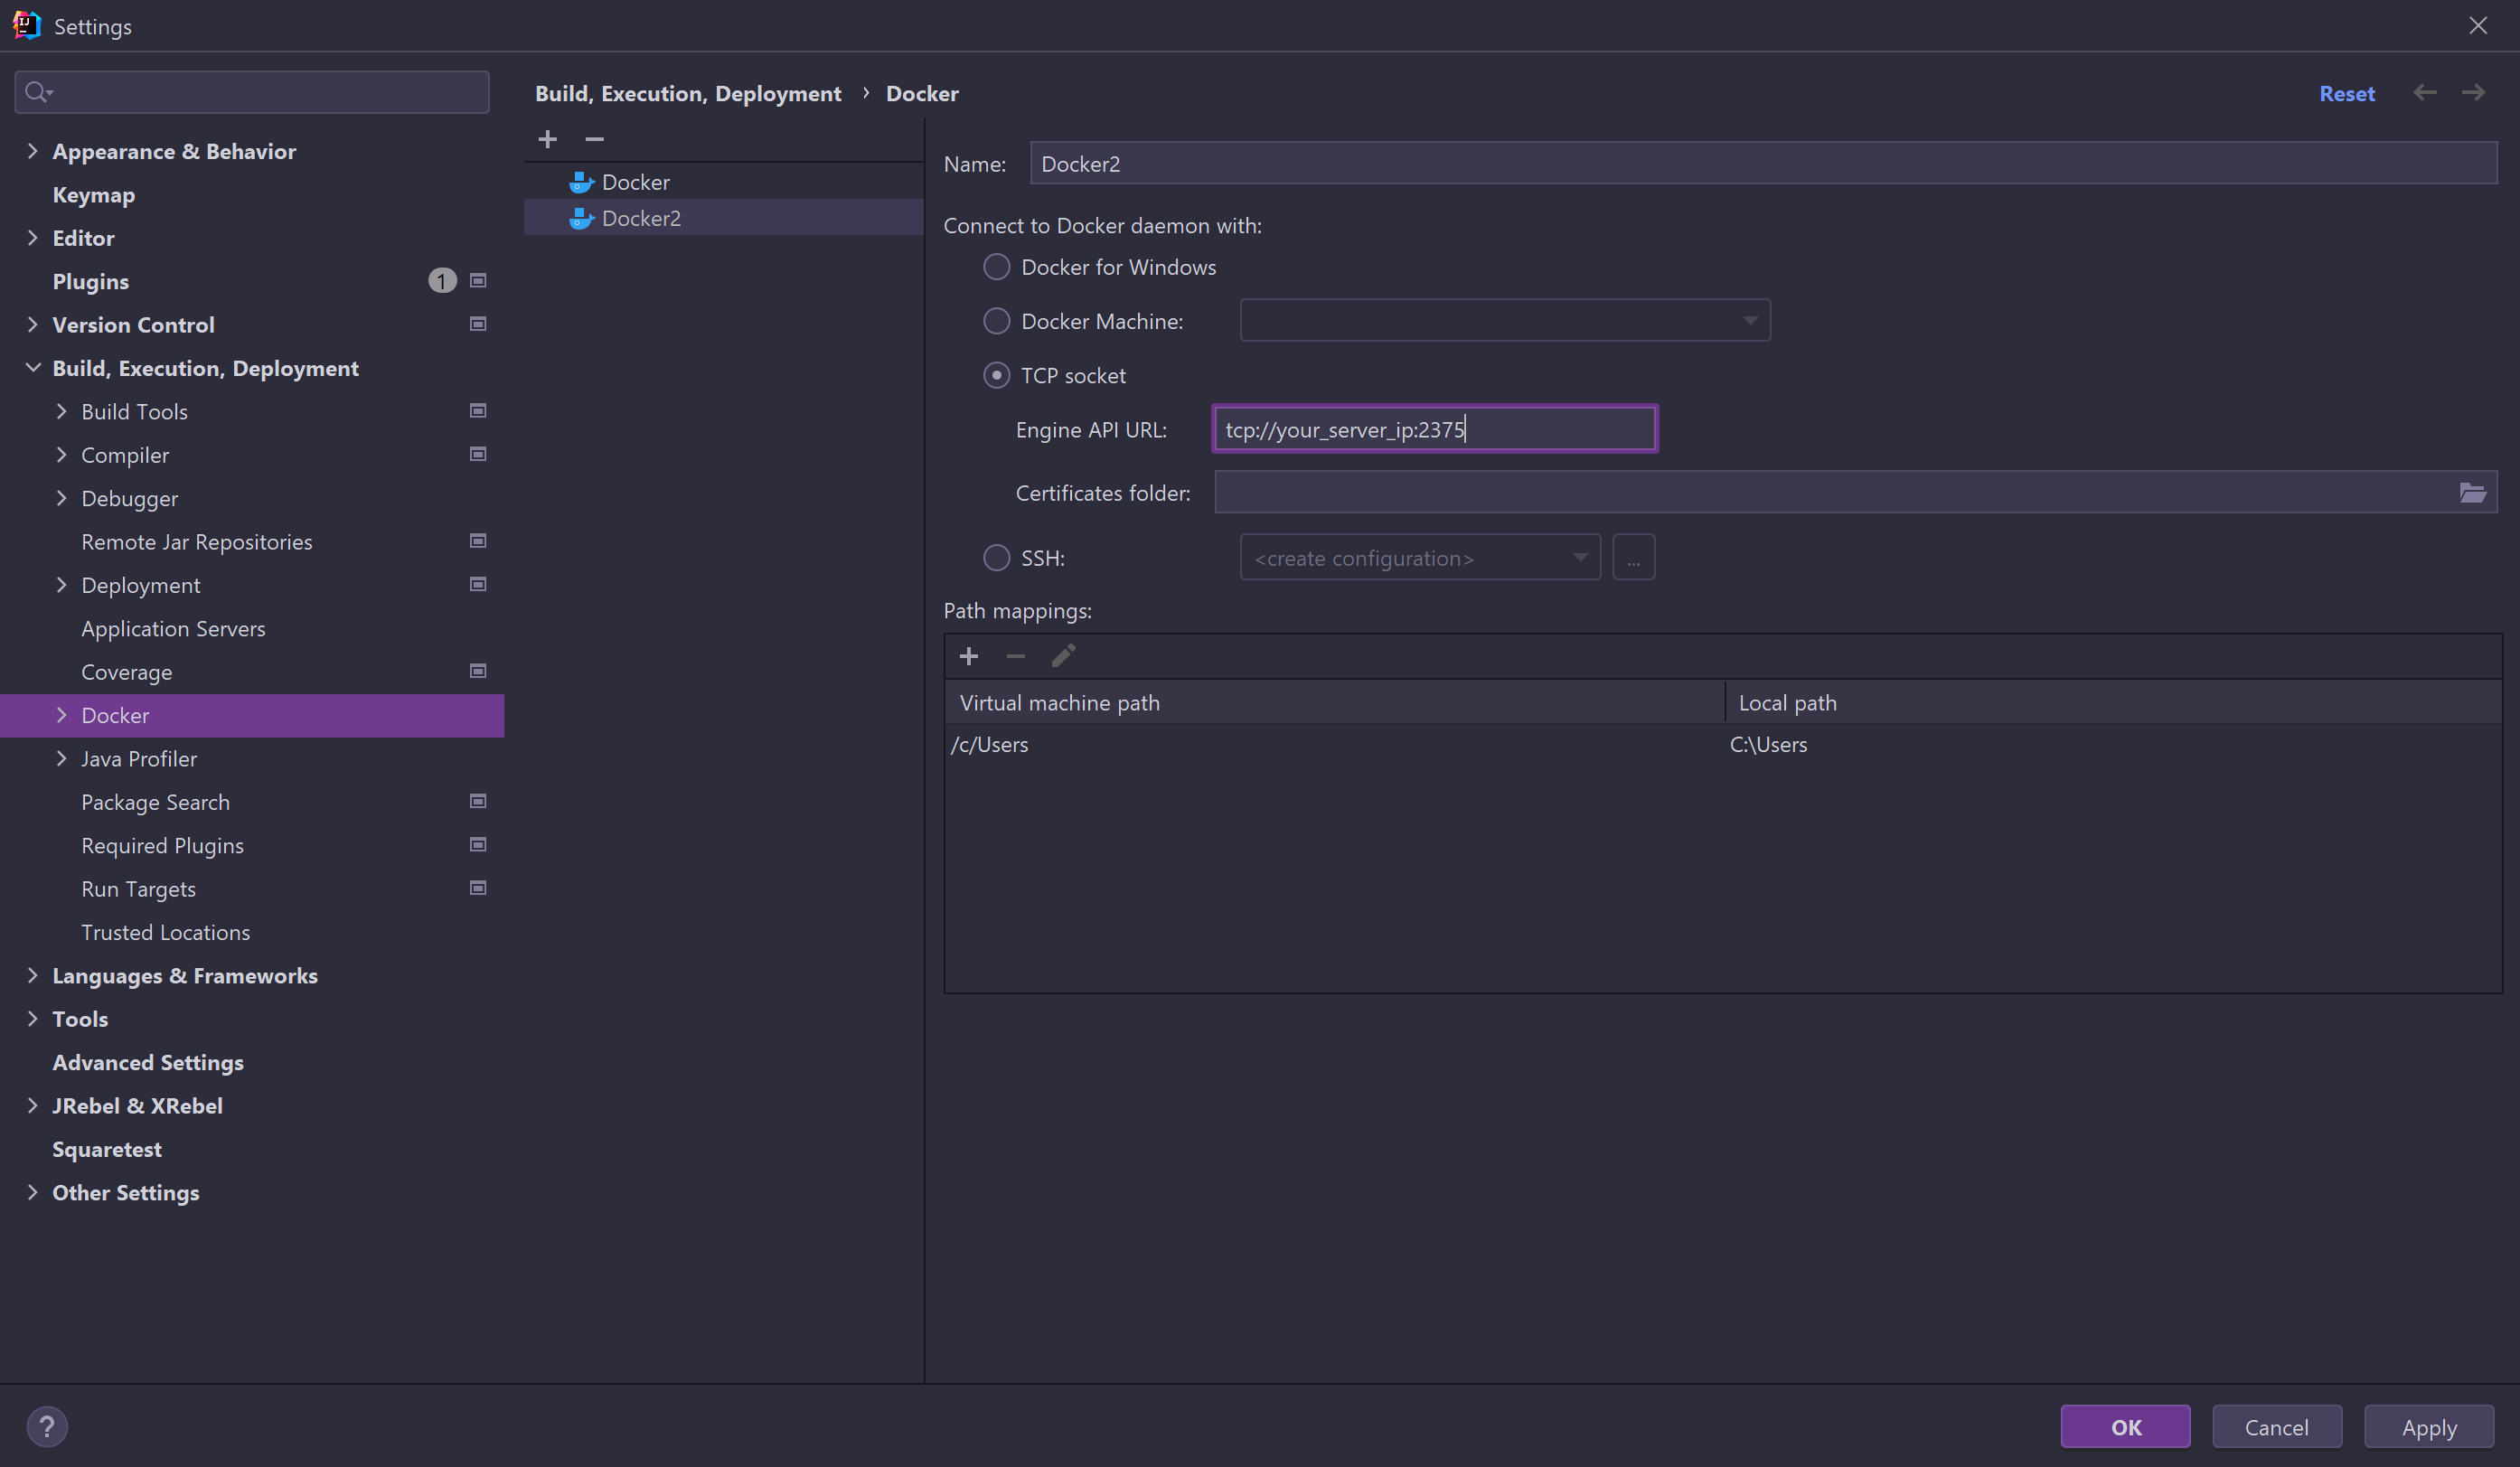 Settings
Build, Execution, Deployment › Docker
Reset
Appearance & Behavior
Keymap
Editor
Plugins 1
Version Control
Build, Execution, Deployment
Build Tools
Compiler
Debugger
Remote Jar Repositories
Deployment
Application Servers
Coverage
Docker
Java Profiler
Package Search
Required Plugins
Run Targets
Trusted Locations
Languages & Frameworks
Tools
Advanced Settings
JRebel & XRebel
Squaretest
Other Settings
Docker
Docker2
Name: Docker2
Connect to Docker daemon with:
Docker for Windows
Docker Machine:
TCP socket
Engine API URL: tcp://your_server_ip:2375
Certificates folder:
SSH: <create configuration> ...
Path mappings:
Virtual machine path Local path
/c/Users C:\Users
? OK Cancel Apply